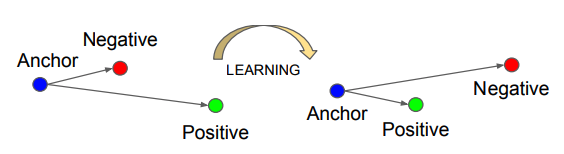 Negative
Anchor
Positive
LEARNING
Negative
Anchor
Positive